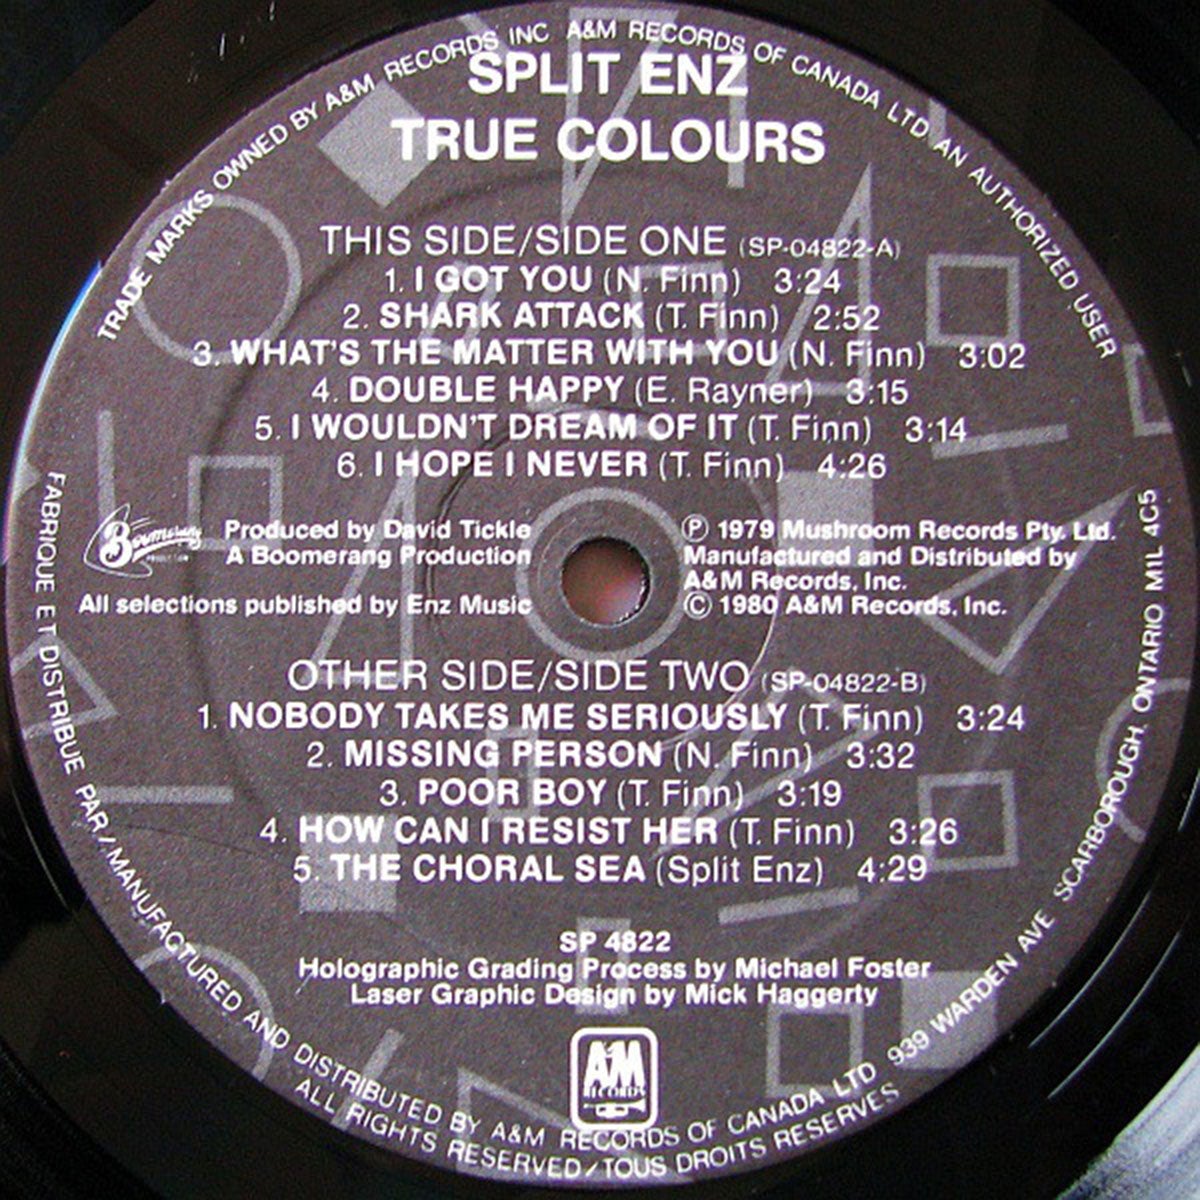 TRADE MARKS OWNED BY A&M RECORDS INC A&M RECORDS OF CANADA LTD AN AUTHORIZED USER
SPLIT ENZ
TRUE COLOURS
THIS SIDE/SIDE ONE (SP-04822-A)
1. I GOT YOU (N. Finn) 3:24
2. SHARK ATTACK (T. Finn) 2:52
3. WHAT'S THE MATTER WITH YOU (N. Finn) 3:02
4. DOUBLE HAPPY (E. Rayner) 3:15
5. I WOULDN'T DREAM OF IT (T. Finn) 3:14
6. I HOPE I NEVER (T. Finn) 4:26
Boomerang
Produced by David Tickle
A Boomerang Production
All selections published by Enz Music
Ⓟ 1979 Mushroom Records Pty. Ltd.
Manufactured and Distributed by
A&M Records, Inc.
© 1980 A&M Records, Inc.
OTHER SIDE/SIDE TWO (SP-04822-B)
1. NOBODY TAKES ME SERIOUSLY (T. Finn) 3:24
2. MISSING PERSON (N. Finn) 3:32
3. POOR BOY (T. Finn) 3:19
4. HOW CAN I RESIST HER (T. Finn) 3:26
5. THE CHORAL SEA (Split Enz) 4:29
SP 4822
Holographic Grading Process by Michael Foster
Laser Graphic Design by Mick Haggerty
A&M
RECORDS
FABRIQUE ET DISTRIBUE PAR/MANUFACTURED AND DISTRIBUTED BY A&M RECORDS OF CANADA LTD 939 WARDEN AVE SCARBOROUGH, ONTARIO M1L 4C5
ALL RIGHTS RESERVED/TOUS DROITS RESERVES